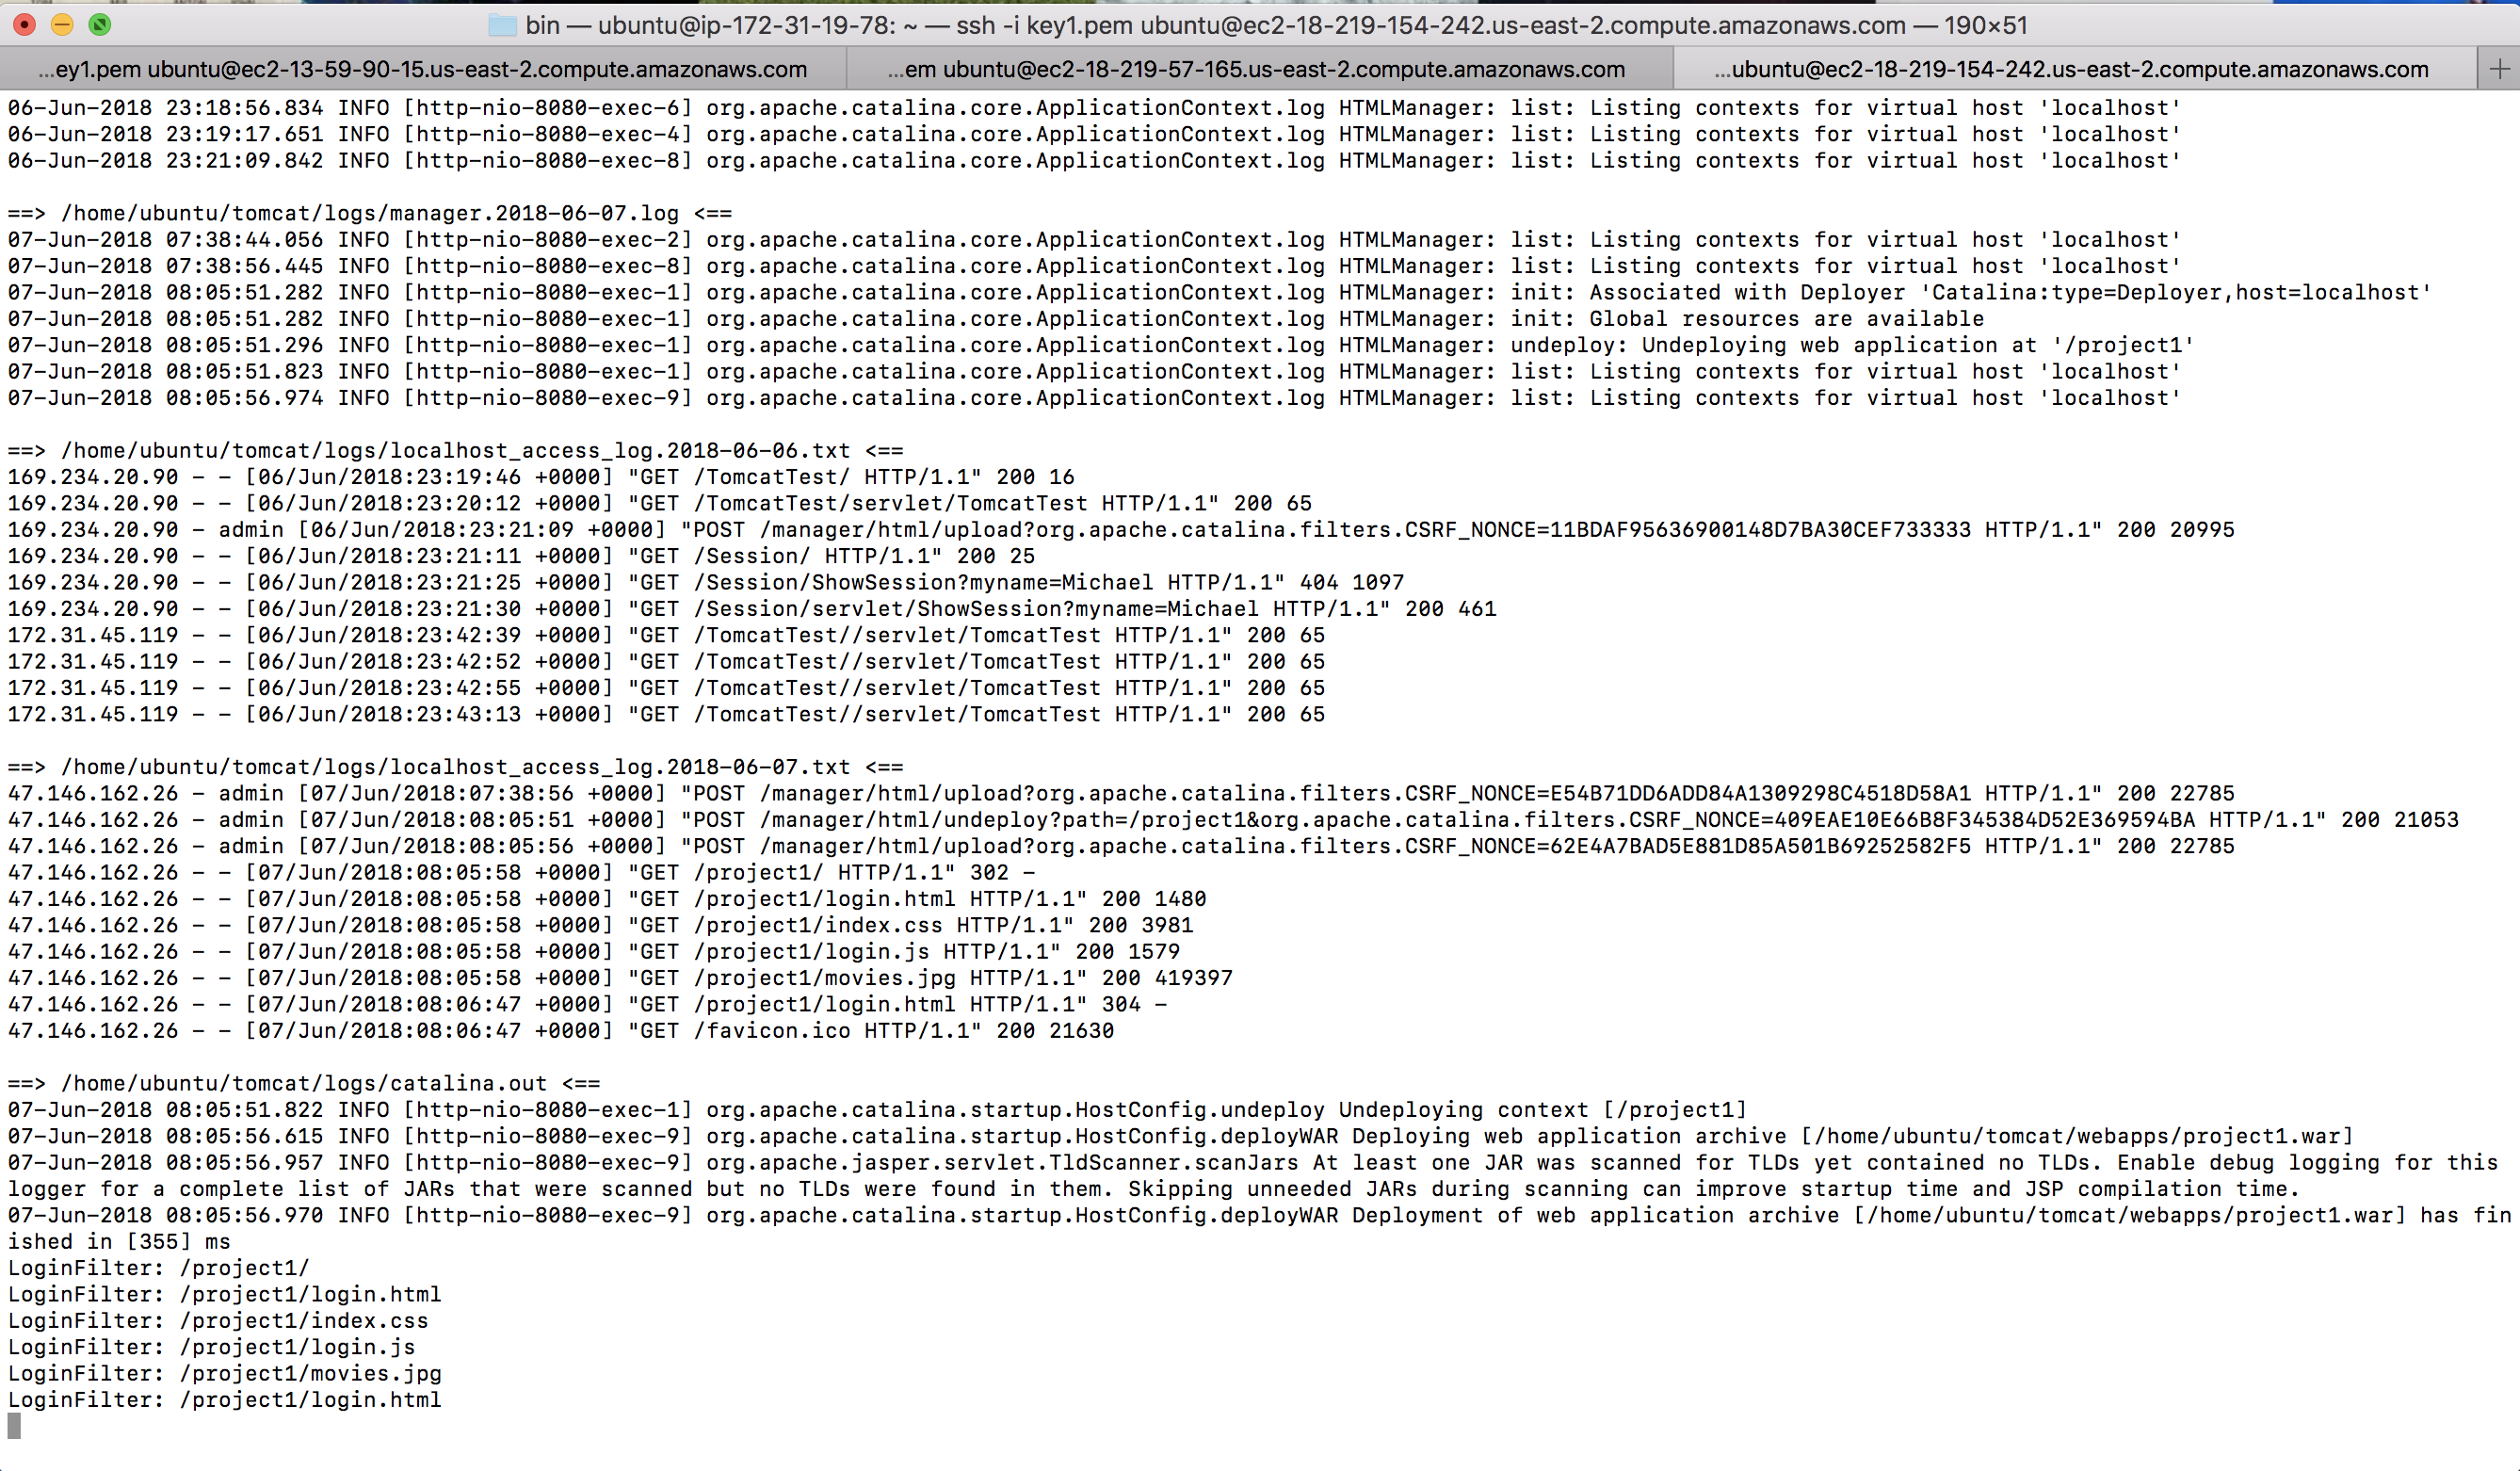 bin — ubuntu@ip-172-31-19-78: ~ — ssh -i key1.pem ubuntu@ec2-18-219-154-242.us-east-2.compute.amazonaws.com — 190×51
...ey1.pem ubuntu@ec2-13-59-90-15.us-east-2.compute.amazonaws.com ...em ubuntu@ec2-18-219-57-165.us-east-2.compute.amazonaws.com ...ubuntu@ec2-18-219-154-242.us-east-2.compute.amazonaws.com +
06-Jun-2018 23:18:56.834 INFO [http-nio-8080-exec-6] org.apache.catalina.core.ApplicationContext.log HTMLManager: list: Listing contexts for virtual host 'localhost'
06-Jun-2018 23:19:17.651 INFO [http-nio-8080-exec-4] org.apache.catalina.core.ApplicationContext.log HTMLManager: list: Listing contexts for virtual host 'localhost'
06-Jun-2018 23:21:09.842 INFO [http-nio-8080-exec-8] org.apache.catalina.core.ApplicationContext.log HTMLManager: list: Listing contexts for virtual host 'localhost'
==> /home/ubuntu/tomcat/logs/manager.2018-06-07.log <==
07-Jun-2018 07:38:44.056 INFO [http-nio-8080-exec-2] org.apache.catalina.core.ApplicationContext.log HTMLManager: list: Listing contexts for virtual host 'localhost'
07-Jun-2018 07:38:56.445 INFO [http-nio-8080-exec-8] org.apache.catalina.core.ApplicationContext.log HTMLManager: list: Listing contexts for virtual host 'localhost'
07-Jun-2018 08:05:51.282 INFO [http-nio-8080-exec-1] org.apache.catalina.core.ApplicationContext.log HTMLManager: init: Associated with Deployer 'Catalina:type=Deployer,host=localhost'
07-Jun-2018 08:05:51.282 INFO [http-nio-8080-exec-1] org.apache.catalina.core.ApplicationContext.log HTMLManager: init: Global resources are available
07-Jun-2018 08:05:51.296 INFO [http-nio-8080-exec-1] org.apache.catalina.core.ApplicationContext.log HTMLManager: undeploy: Undeploying web application at '/project1'
07-Jun-2018 08:05:51.823 INFO [http-nio-8080-exec-1] org.apache.catalina.core.ApplicationContext.log HTMLManager: list: Listing contexts for virtual host 'localhost'
07-Jun-2018 08:05:56.974 INFO [http-nio-8080-exec-9] org.apache.catalina.core.ApplicationContext.log HTMLManager: list: Listing contexts for virtual host 'localhost'
==> /home/ubuntu/tomcat/logs/localhost_access_log.2018-06-06.txt <==
169.234.20.90 - - [06/Jun/2018:23:19:46 +0000] "GET /TomcatTest/ HTTP/1.1" 200 16
169.234.20.90 - - [06/Jun/2018:23:20:12 +0000] "GET /TomcatTest/servlet/TomcatTest HTTP/1.1" 200 65
169.234.20.90 - admin [06/Jun/2018:23:21:09 +0000] "POST /manager/html/upload?org.apache.catalina.filters.CSRF_NONCE=11BDAF95636900148D7BA30CEF733333 HTTP/1.1" 200 20995
169.234.20.90 - - [06/Jun/2018:23:21:11 +0000] "GET /Session/ HTTP/1.1" 200 25
169.234.20.90 - - [06/Jun/2018:23:21:25 +0000] "GET /Session/ShowSession?myname=Michael HTTP/1.1" 404 1097
169.234.20.90 - - [06/Jun/2018:23:21:30 +0000] "GET /Session/servlet/ShowSession?myname=Michael HTTP/1.1" 200 461
172.31.45.119 - - [06/Jun/2018:23:42:39 +0000] "GET /TomcatTest//servlet/TomcatTest HTTP/1.1" 200 65
172.31.45.119 - - [06/Jun/2018:23:42:52 +0000] "GET /TomcatTest//servlet/TomcatTest HTTP/1.1" 200 65
172.31.45.119 - - [06/Jun/2018:23:42:55 +0000] "GET /TomcatTest//servlet/TomcatTest HTTP/1.1" 200 65
172.31.45.119 - - [06/Jun/2018:23:43:13 +0000] "GET /TomcatTest//servlet/TomcatTest HTTP/1.1" 200 65
==> /home/ubuntu/tomcat/logs/localhost_access_log.2018-06-07.txt <==
47.146.162.26 - admin [07/Jun/2018:07:38:56 +0000] "POST /manager/html/upload?org.apache.catalina.filters.CSRF_NONCE=E54B71DD6ADD84A1309298C4518D58A1 HTTP/1.1" 200 22785
47.146.162.26 - admin [07/Jun/2018:08:05:51 +0000] "POST /manager/html/undeploy?path=/project1&org.apache.catalina.filters.CSRF_NONCE=409EAE10E66B8F345384D52E369594BA HTTP/1.1" 200 21053
47.146.162.26 - admin [07/Jun/2018:08:05:56 +0000] "POST /manager/html/upload?org.apache.catalina.filters.CSRF_NONCE=62E4A7BAD5E881D85A501B69252582F5 HTTP/1.1" 200 22785
47.146.162.26 - - [07/Jun/2018:08:05:58 +0000] "GET /project1/ HTTP/1.1" 302 -
47.146.162.26 - - [07/Jun/2018:08:05:58 +0000] "GET /project1/login.html HTTP/1.1" 200 1480
47.146.162.26 - - [07/Jun/2018:08:05:58 +0000] "GET /project1/index.css HTTP/1.1" 200 3981
47.146.162.26 - - [07/Jun/2018:08:05:58 +0000] "GET /project1/login.js HTTP/1.1" 200 1579
47.146.162.26 - - [07/Jun/2018:08:05:58 +0000] "GET /project1/movies.jpg HTTP/1.1" 200 419397
47.146.162.26 - - [07/Jun/2018:08:06:47 +0000] "GET /project1/login.html HTTP/1.1" 304 -
47.146.162.26 - - [07/Jun/2018:08:06:47 +0000] "GET /favicon.ico HTTP/1.1" 200 21630
==> /home/ubuntu/tomcat/logs/catalina.out <==
07-Jun-2018 08:05:51.822 INFO [http-nio-8080-exec-1] org.apache.catalina.startup.HostConfig.undeploy Undeploying context [/project1]
07-Jun-2018 08:05:56.615 INFO [http-nio-8080-exec-9] org.apache.catalina.startup.HostConfig.deployWAR Deploying web application archive [/home/ubuntu/tomcat/webapps/project1.war]
07-Jun-2018 08:05:56.957 INFO [http-nio-8080-exec-9] org.apache.jasper.servlet.TldScanner.scanJars At least one JAR was scanned for TLDs yet contained no TLDs. Enable debug logging for this
logger for a complete list of JARs that were scanned but no TLDs were found in them. Skipping unneeded JARs during scanning can improve startup time and JSP compilation time.
07-Jun-2018 08:05:56.970 INFO [http-nio-8080-exec-9] org.apache.catalina.startup.HostConfig.deployWAR Deployment of web application archive [/home/ubuntu/tomcat/webapps/project1.war] has fin
ished in [355] ms
LoginFilter: /project1/
LoginFilter: /project1/login.html
LoginFilter: /project1/index.css
LoginFilter: /project1/login.js
LoginFilter: /project1/movies.jpg
LoginFilter: /project1/login.html